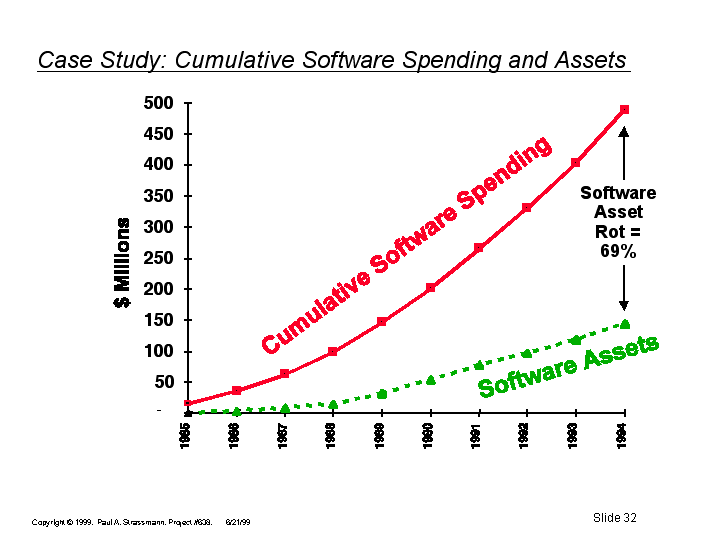 Case Study: Cumulative Software Spending and Assets
500
450
400
350
300
250
200
150
100
50
-
$ Millions
Cumulative Software Spending
Software
Asset
Rot =
69%
Software Assets
1985
1986
1987
1988
1989
1990
1991
1992
1993
1994
Copyright © 1999. Paul A. Strassmann. Project #638. 6/21/99
Slide 32